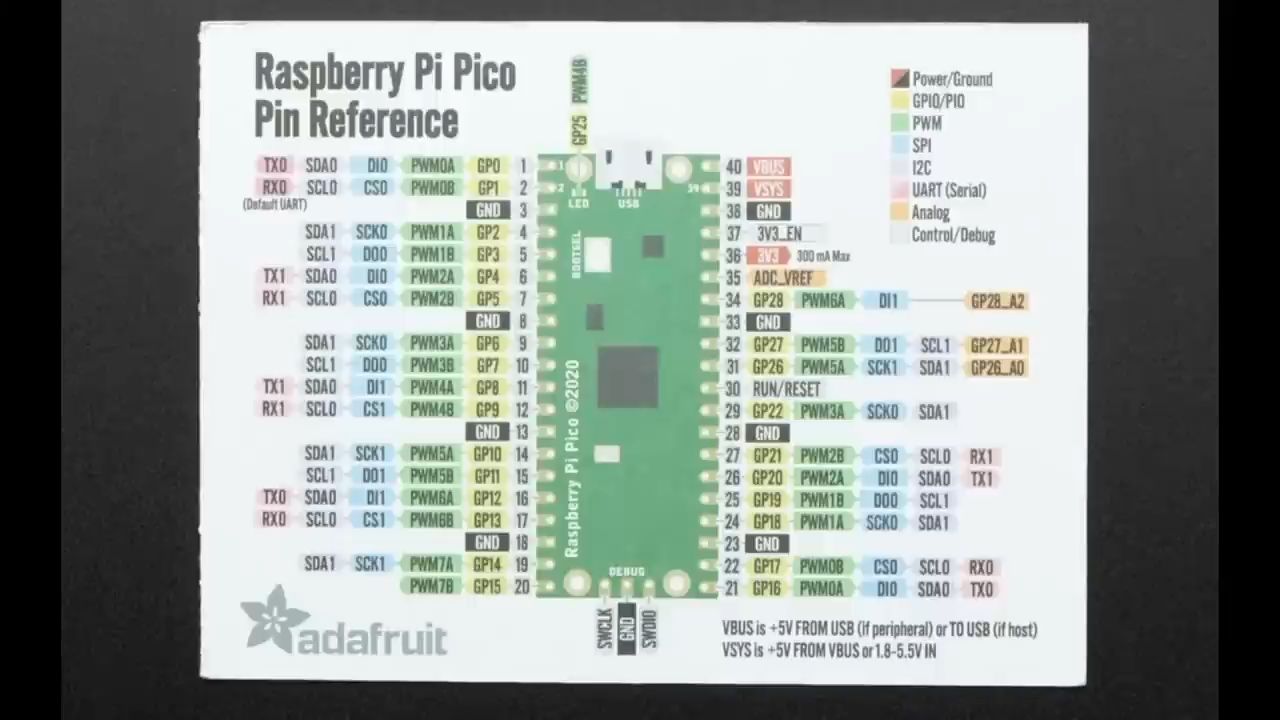 Raspberry Pi Pico
Pin Reference
GP25 PWM4B
Power/Ground
GPIO/PIO
PWM
SPI
I2C
UART (Serial)
Analog
Control/Debug
TX0 SDA0 DI0 PWM0A GP0 1
RX0 SCL0 CS0 PWM0B GP1 2
(Default UART)
GND 3
SDA1 SCK0 PWM1A GP2 4
SCL1 DO0 PWM1B GP3 5
TX1 SDA0 DI0 PWM2A GP4 6
RX1 SCL0 CS0 PWM2B GP5 7
GND 8
SDA1 SCK0 PWM3A GP6 9
SCL1 DO0 PWM3B GP7 10
TX1 SDA0 DI1 PWM4A GP8 11
RX1 SCL0 CS1 PWM4B GP9 12
GND 13
SDA1 SCK1 PWM5A GP10 14
SCL1 DO1 PWM5B GP11 15
TX0 SDA0 DI1 PWM6A GP12 16
RX0 SCL0 CS1 PWM6B GP13 17
GND 18
SDA1 SCK1 PWM7A GP14 19
PWM7B GP15 20
1
2
39
LED
USB
BOOTSEL
Raspberry Pi Pico ©2020
DEBUG
SWCLK
GND
SWDIO
40 VBUS
39 VSYS
38 GND
37 3V3_EN
36 3V3 300 mA Max
35 ADC_VREF
34 GP28 PWM6A DI1 GP28_A2
33 GND
32 GP27 PWM5B DO1 SCL1 GP27_A1
31 GP26 PWM5A SCK1 SDA1 GP26_A0
30 RUN/RESET
29 GP22 PWM3A SCK0 SDA1
28 GND
27 GP21 PWM2B CS0 SCL0 RX1
26 GP20 PWM2A DI0 SDA0 TX1
25 GP19 PWM1B DO0 SCL1
24 GP18 PWM1A SCK0 SDA1
23 GND
22 GP17 PWM0B CS0 SCL0 RX0
21 GP16 PWM0A DI0 SDA0 TX0
adafruit
VBUS is +5V FROM USB (if peripheral) or TO USB (if host)
VSYS is +5V FROM VBUS or 1.8-5.5V IN